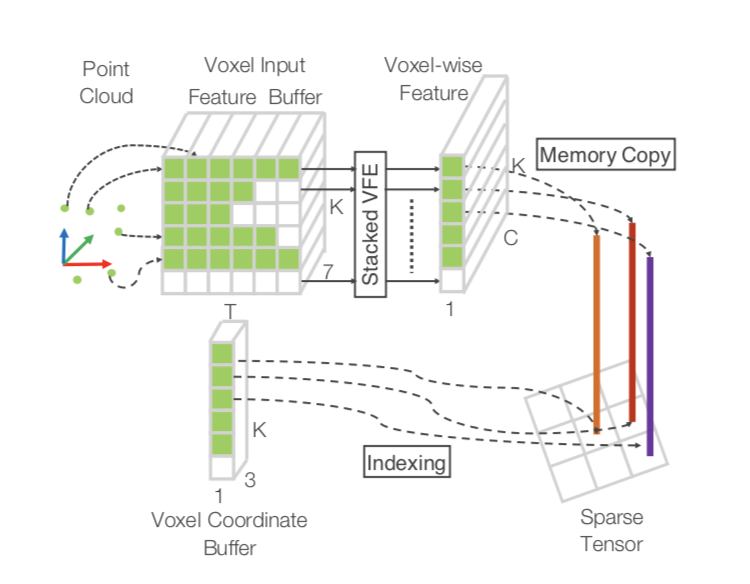 Point
Cloud
Voxel Input
Feature Buffer
Voxel-wise
Feature
K
Memory Copy
K
Stacked VFE
C
7
T
1
K
Indexing
3
1
Voxel Coordinate
Buffer
Sparse
Tensor